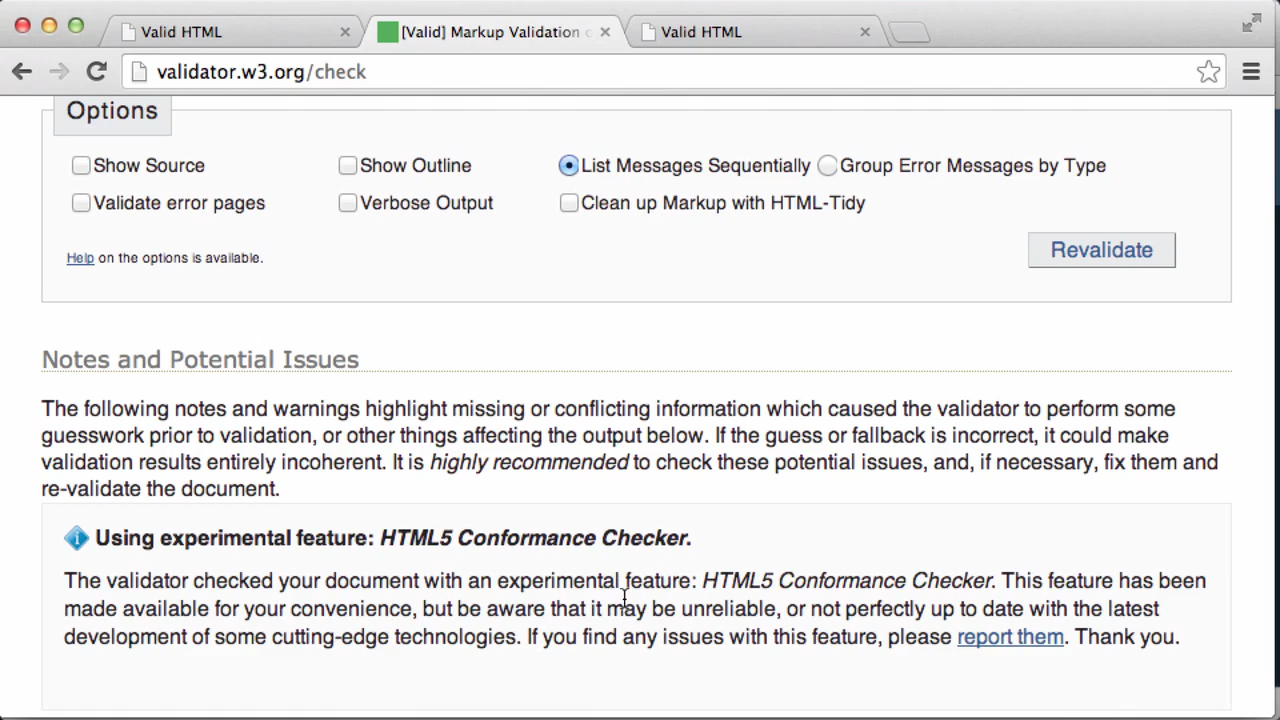 Valid HTML
[Valid] Markup Validation
Valid HTML
validator.w3.org/check
Options
Show Source
Show Outline
List Messages Sequentially
Group Error Messages by Type
Validate error pages
Verbose Output
Clean up Markup with HTML-Tidy
Help on the options is available.
Revalidate
Notes and Potential Issues
The following notes and warnings highlight missing or conflicting information which caused the validator to perform some
guesswork prior to validation, or other things affecting the output below. If the guess or fallback is incorrect, it could make
validation results entirely incoherent. It is highly recommended to check these potential issues, and, if necessary, fix them and
re-validate the document.
Using experimental feature: HTML5 Conformance Checker.
The validator checked your document with an experimental feature: HTML5 Conformance Checker. This feature has been
made available for your convenience, but be aware that it may be unreliable, or not perfectly up to date with the latest
development of some cutting-edge technologies. If you find any issues with this feature, please report them. Thank you.